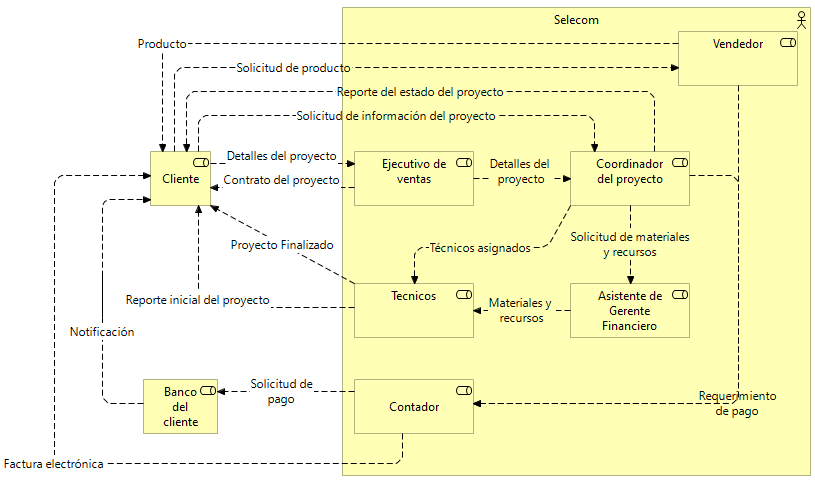 Selecom
Producto
Vendedor
Solicitud de producto
Reporte del estado del proyecto
Solicitud de información del proyecto
Detalles del proyecto
Ejecutivo de
ventas
Detalles del
proyecto
Coordinador
del proyecto
Cliente
Contrato del proyecto
Proyecto Finalizado
Técnicos asignados
Solicitud de materiales
y recursos
Reporte inicial del proyecto
Tecnicos
Materiales y
recursos
Asistente de
Gerente
Financiero
Notificación
Banco
del
cliente
Solicitud de
pago
Contador
Requerimiento
de pago
Factura electrónica